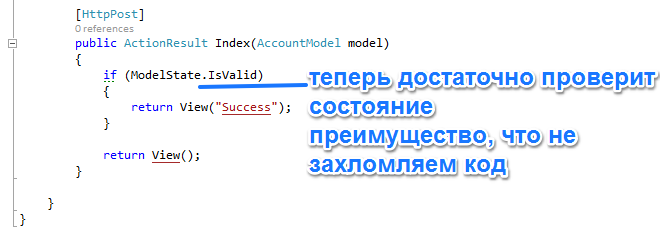 [HttpPost]
0 references
public ActionResult Index(AccountModel model)
{
if (ModelState.IsValid)
{
return View("Success");
}
return View();
}
}
}
теперь достаточно проверит
состояние
преимущество, что не
захломляем код